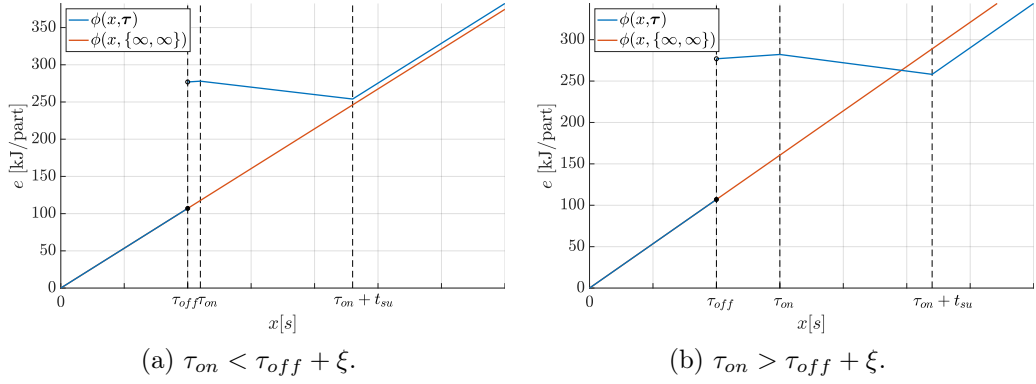 ϕ(x,τ)
ϕ(x, {∞, ∞})
e [kJ/part]
350
300
250
200
150
100
50
0
0
τ_off τ_on
τ_on + t_su
x[s]
(a) τ_on < τ_off + ξ.
ϕ(x,τ)
ϕ(x, {∞, ∞})
e [kJ/part]
300
250
200
150
100
50
0
0
τ_off
τ_on
τ_on + t_su
x[s]
(b) τ_on > τ_off + ξ.